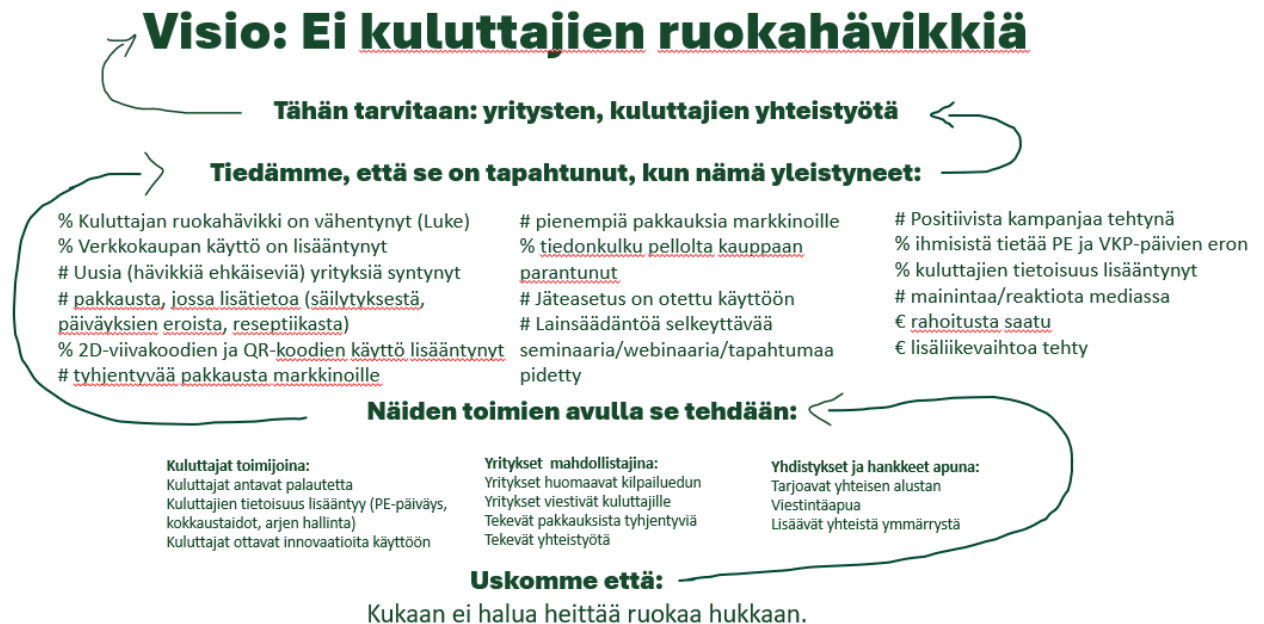 Visio: Ei kuluttajien ruokahävikkiä
Tähän tarvitaan: yritysten, kuluttajien yhteistyötä
Tiedämme, että se on tapahtunut, kun nämä yleistyneet:
% Kuluttajan ruokahävikki on vähentynyt (Luke)
% Verkkokaupan käyttö on lisääntynyt
# Uusia (hävikkiä ehkäiseviä) yrityksiä syntynyt
# pakkausta, jossa lisätietoa (säilytyksestä,
päiväyksien eroista, reseptiikasta)
% 2D-viivakoodien ja QR-koodien käyttö lisääntynyt
# tyhjentyvää pakkausta markkinoille
# pienempiä pakkauksia markkinoille
% tiedonkulku pellolta kauppaan
parantunut
# Jäteasetus on otettu käyttöön
# Lainsäädäntöä selkeyttävää
seminaaria/webinaaria/tapahtumaa
pidetty
# Positiivista kampanjaa tehtynä
% ihmisistä tietää PE ja VKP-päivien eron
% kuluttajien tietoisuus lisääntynyt
# mainintaa/reaktiota mediassa
€ rahoitusta saatu
€ lisäliikevaihtoa tehty
Näiden toimien avulla se tehdään:
Kuluttajat toimijoina:
Kuluttajat antavat palautetta
Kuluttajien tietoisuus lisääntyy (PE-päiväys,
kokkaustaidot, arjen hallinta)
Kuluttajat ottavat innovaatioita käyttöön
Yritykset mahdollistajina:
Yritykset huomaavat kilpailuedun
Yritykset viestivät kuluttajille
Tekevät pakkauksista tyhjentyviä
Tekevät yhteistyötä
Yhdistykset ja hankkeet apuna:
Tarjoavat yhteisen alustan
Viestintäapua
Lisäävät yhteistä ymmärrystä
Uskomme että:
Kukaan ei halua heittää ruokaa hukkaan.